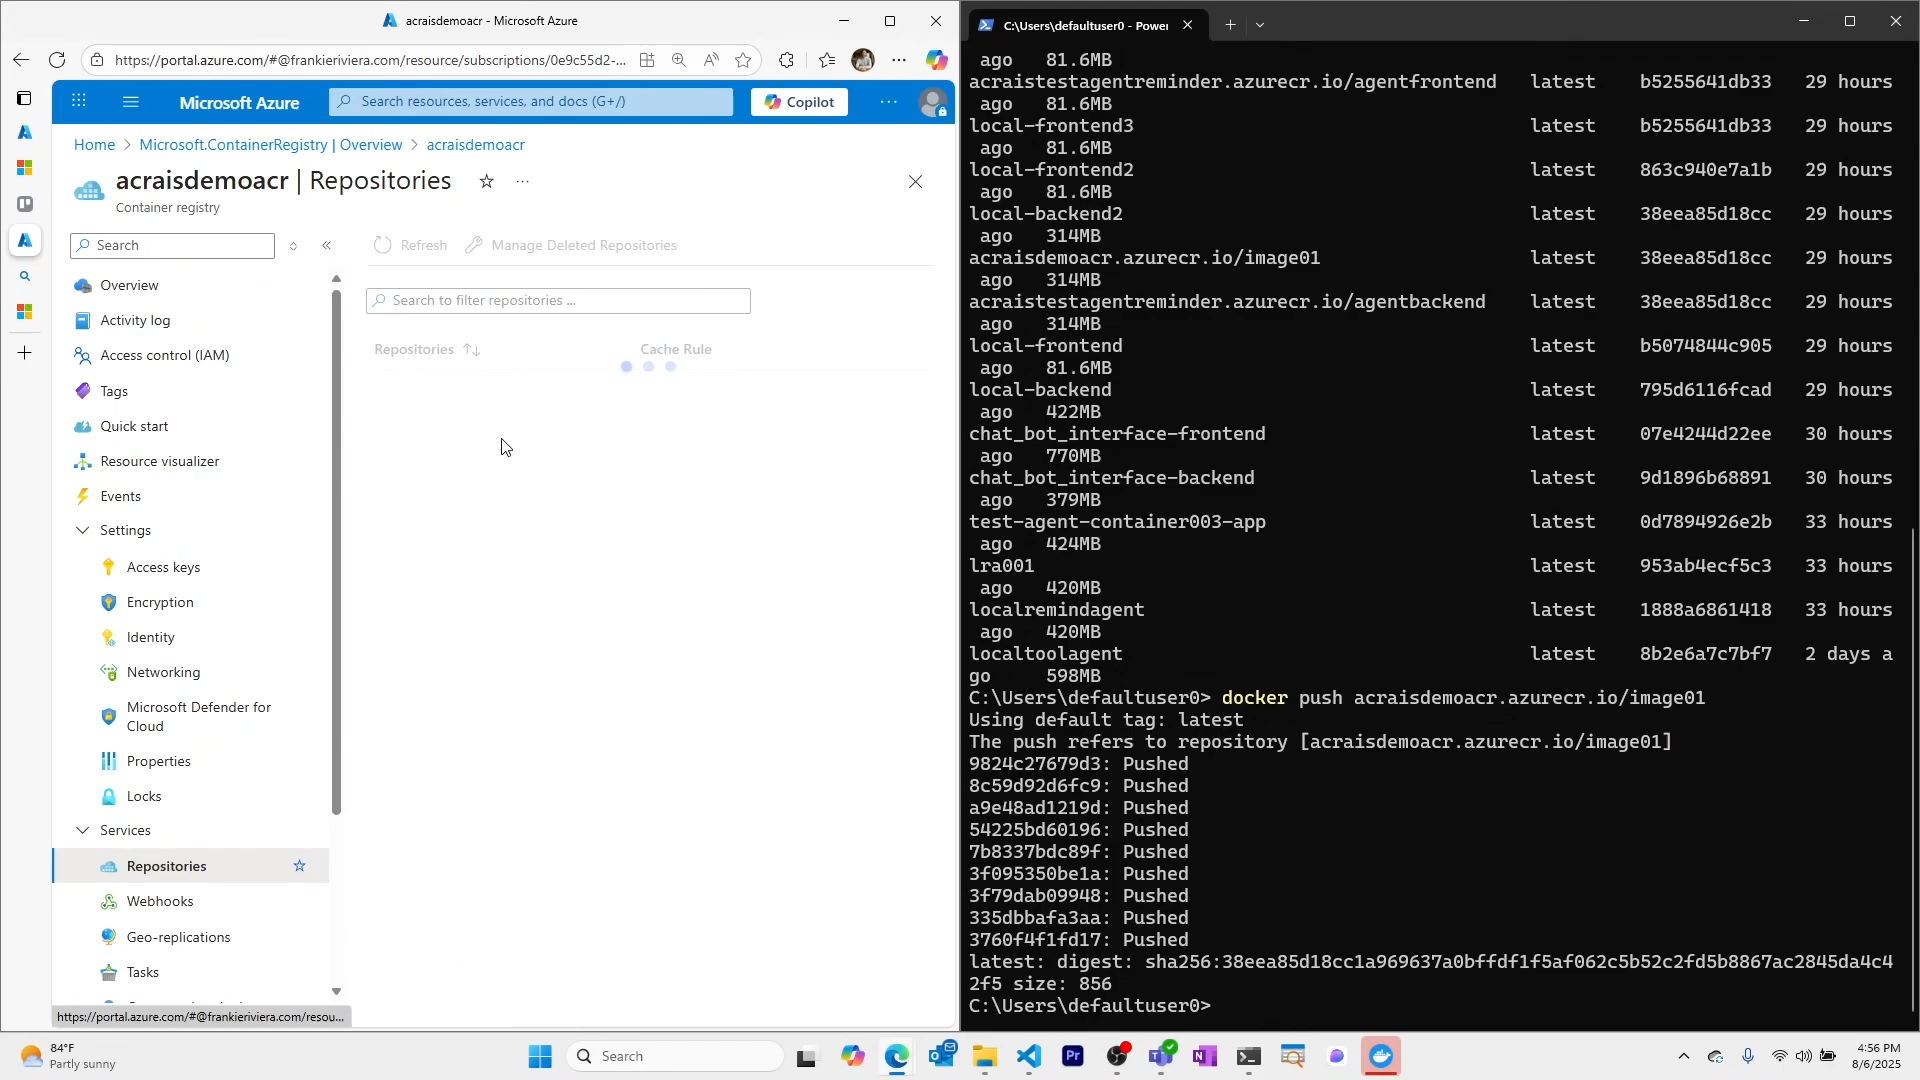 acraisdemoacr - Microsoft Azure
https://portal.azure.com/#@frankieriviera.com/resource/subscriptions/0e9c55d2-...
Microsoft Azure
Search resources, services, and docs (G+/)
Copilot
Home > Microsoft.ContainerRegistry | Overview > acraisdemoacr
acraisdemoacr | Repositories
Container registry
Search
Overview
Activity log
Access control (IAM)
Tags
Quick start
Resource visualizer
Events
Settings
Access keys
Encryption
Identity
Networking
Microsoft Defender for
Cloud
Properties
Locks
Services
Repositories
Webhooks
Geo-replications
Tasks
https://portal.azure.com/#@frankieriviera.com/resou...
Refresh
Manage Deleted Repositories
Search to filter repositories ...
Repositories
Cache Rule
C:\Users\defaultuser0 - Power
ago 81.6MB
acraistestagentreminder.azurecr.io/agentfrontend latest b5255641db33 29 hours
ago 81.6MB
local-frontend3 latest b5255641db33 29 hours
ago 81.6MB
local-frontend2 latest 863c940e7a1b 29 hours
ago 81.6MB
local-backend2 latest 38eea85d18cc 29 hours
ago 314MB
acraisdemoacr.azurecr.io/image01 latest 38eea85d18cc 29 hours
ago 314MB
acraistestagentreminder.azurecr.io/agentbackend latest 38eea85d18cc 29 hours
ago 314MB
local-frontend latest b5074844c905 29 hours
ago 81.6MB
local-backend latest 795d6116fcad 29 hours
ago 422MB
chat_bot_interface-frontend latest 07e4244d22ee 30 hours
ago 770MB
chat_bot_interface-backend latest 9d1896b68891 30 hours
ago 379MB
test-agent-container003-app latest 0d7894926e2b 33 hours
ago 424MB
lra001 latest 953ab4ecf5c3 33 hours
ago 420MB
localremindagent latest 1888a6861418 33 hours
ago 420MB
localtoolagent latest 8b2e6a7c7bf7 2 days a
go 598MB
C:\Users\defaultuser0> docker push acraisdemoacr.azurecr.io/image01
Using default tag: latest
The push refers to repository [acraisdemoacr.azurecr.io/image01]
9824c27679d3: Pushed
8c59d92d6fc9: Pushed
a9e48ad1219d: Pushed
54225bd60196: Pushed
7b8337bdc89f: Pushed
3f095350be1a: Pushed
3f79dab09948: Pushed
335dbbafa3aa: Pushed
3760f4f1fd17: Pushed
latest: digest: sha256:38eea85d18cc1a969637a0bffdf1f5af062c5b52c2fd5b8867ac2845da4c4
2f5 size: 856
C:\Users\defaultuser0>
84°F
Partly sunny
Search
Pr
4:56 PM
8/6/2025